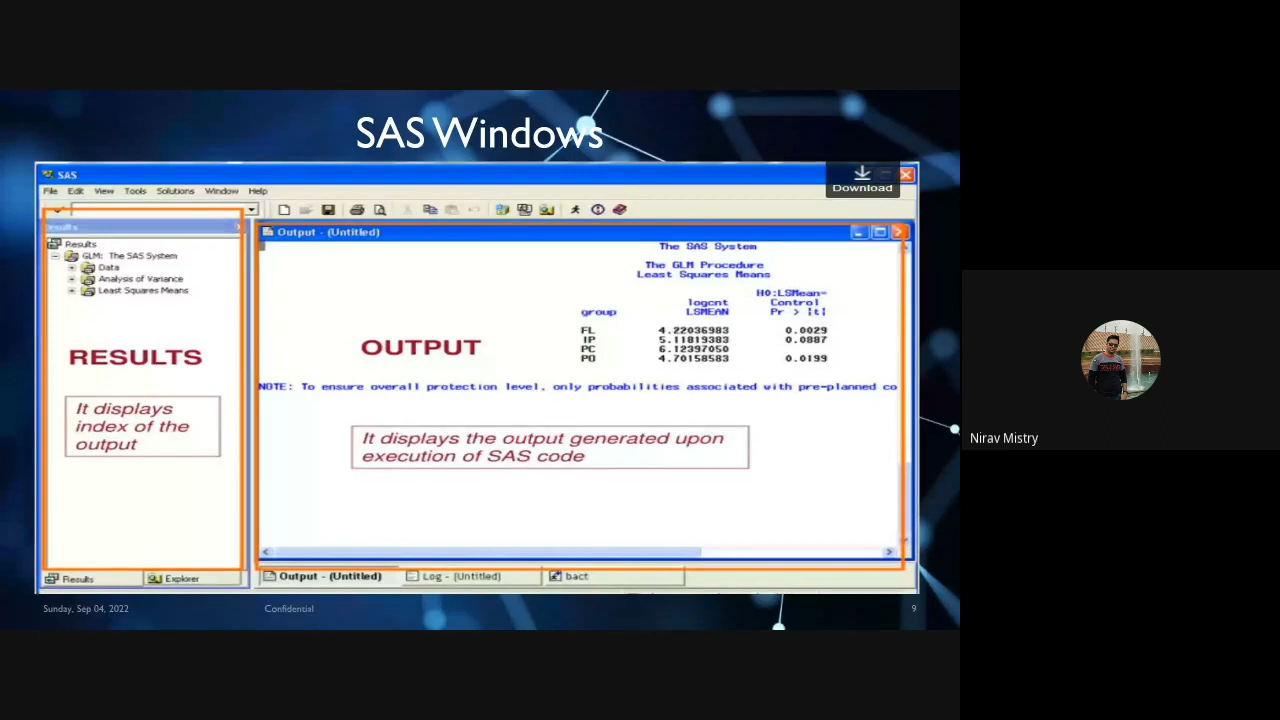 SAS Windows
SAS
Download
File Edit View Tools Solutions Window Help
Results
Output - (Untitled)
Results
GLM: The SAS System
Data
Analysis of Variance
Least Squares Means
RESULTS
It displays
index of the
output
The SAS System
The GLM Procedure
Least Squares Means
H0:LSMean=
logcnt Control
group LSMEAN Pr > |t|
FL 4.22036983 0.0029
IP 5.11819383 0.0887
PC 6.12397050
PO 4.70158583 0.0199
OUTPUT
NOTE: To ensure overall protection level, only probabilities associated with pre-planned co
It displays the output generated upon
execution of SAS code
Results Explorer
Output - (Untitled) Log - (Untitled) bact
Sunday, Sep 04, 2022 Confidential 9
Nirav Mistry